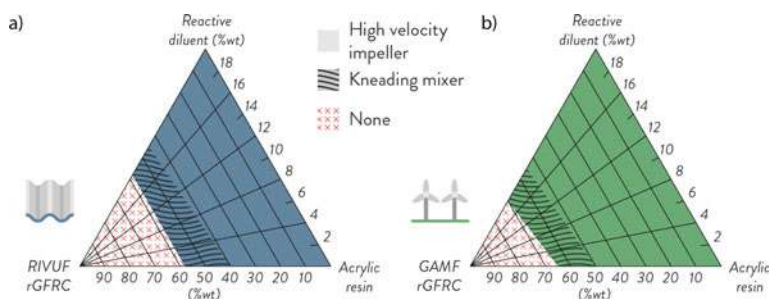 a)
Reactive
diluent (%wt)
18
16
14
12
10
8
6
4
2
RIVUF
rGFRC
90 80 70 60 50 40 30 20 10
(%wt)
Acrylic
resin
High velocity
impeller
Kneading mixer
None
b)
Reactive
diluent (%wt)
18
16
14
12
10
8
6
4
2
GAMF
rGFRC
90 80 70 60 50 40 30 20 10
(%wt)
Acrylic
resin